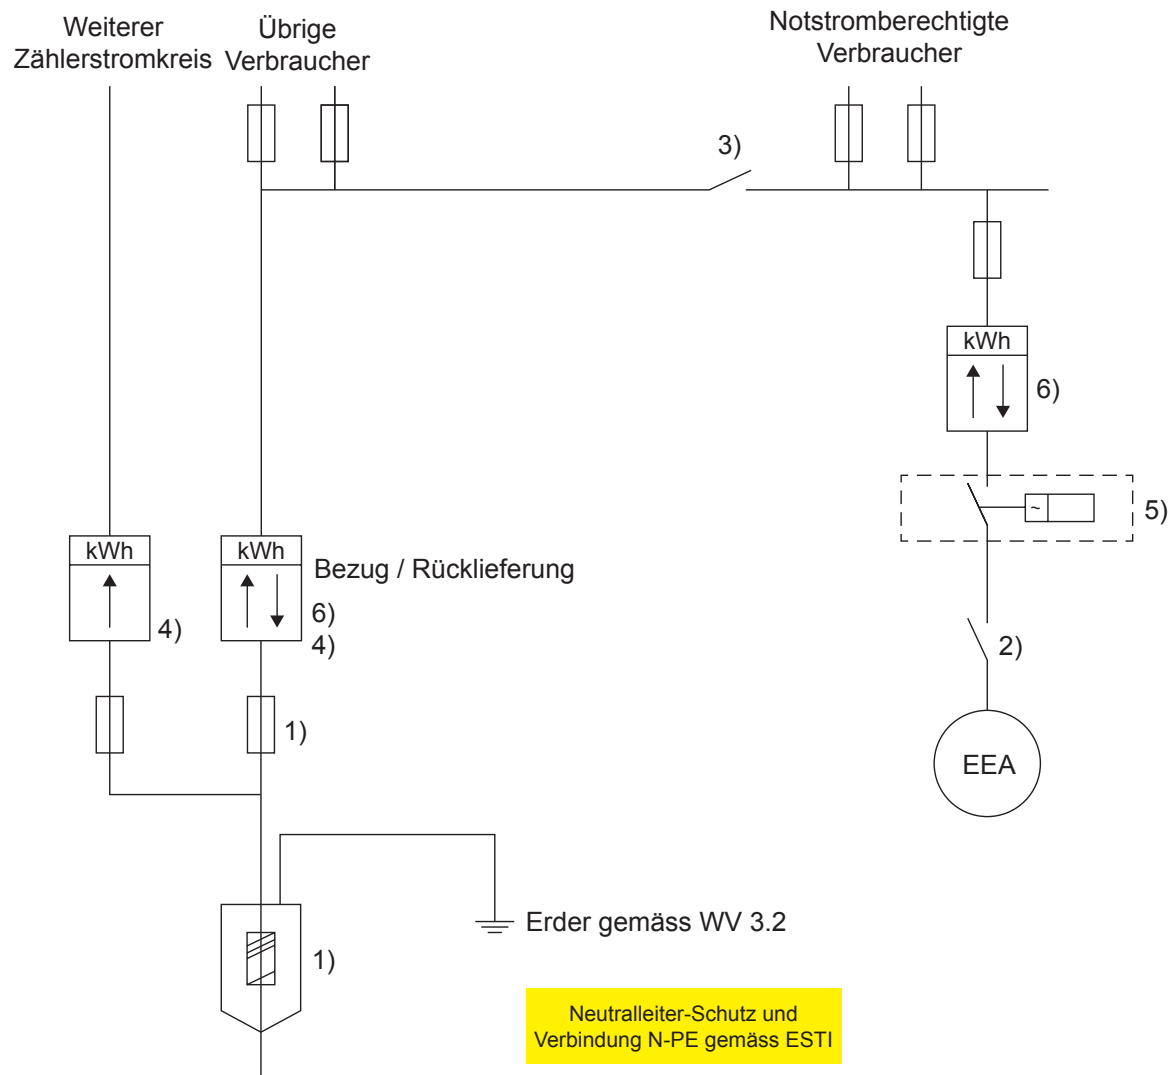 Weiterer
Zählerstromkreis
Übrige
Verbraucher
Notstromberechtigte
Verbraucher
3)
kWh
6)
5)
~
kWh
4)
kWh
Bezug / Rücklieferung
6)
4)
2)
1)
EEA
Erder gemäss WV 3.2
1)
Neutralleiter-Schutz und
Verbindung N-PE gemäss ESTI